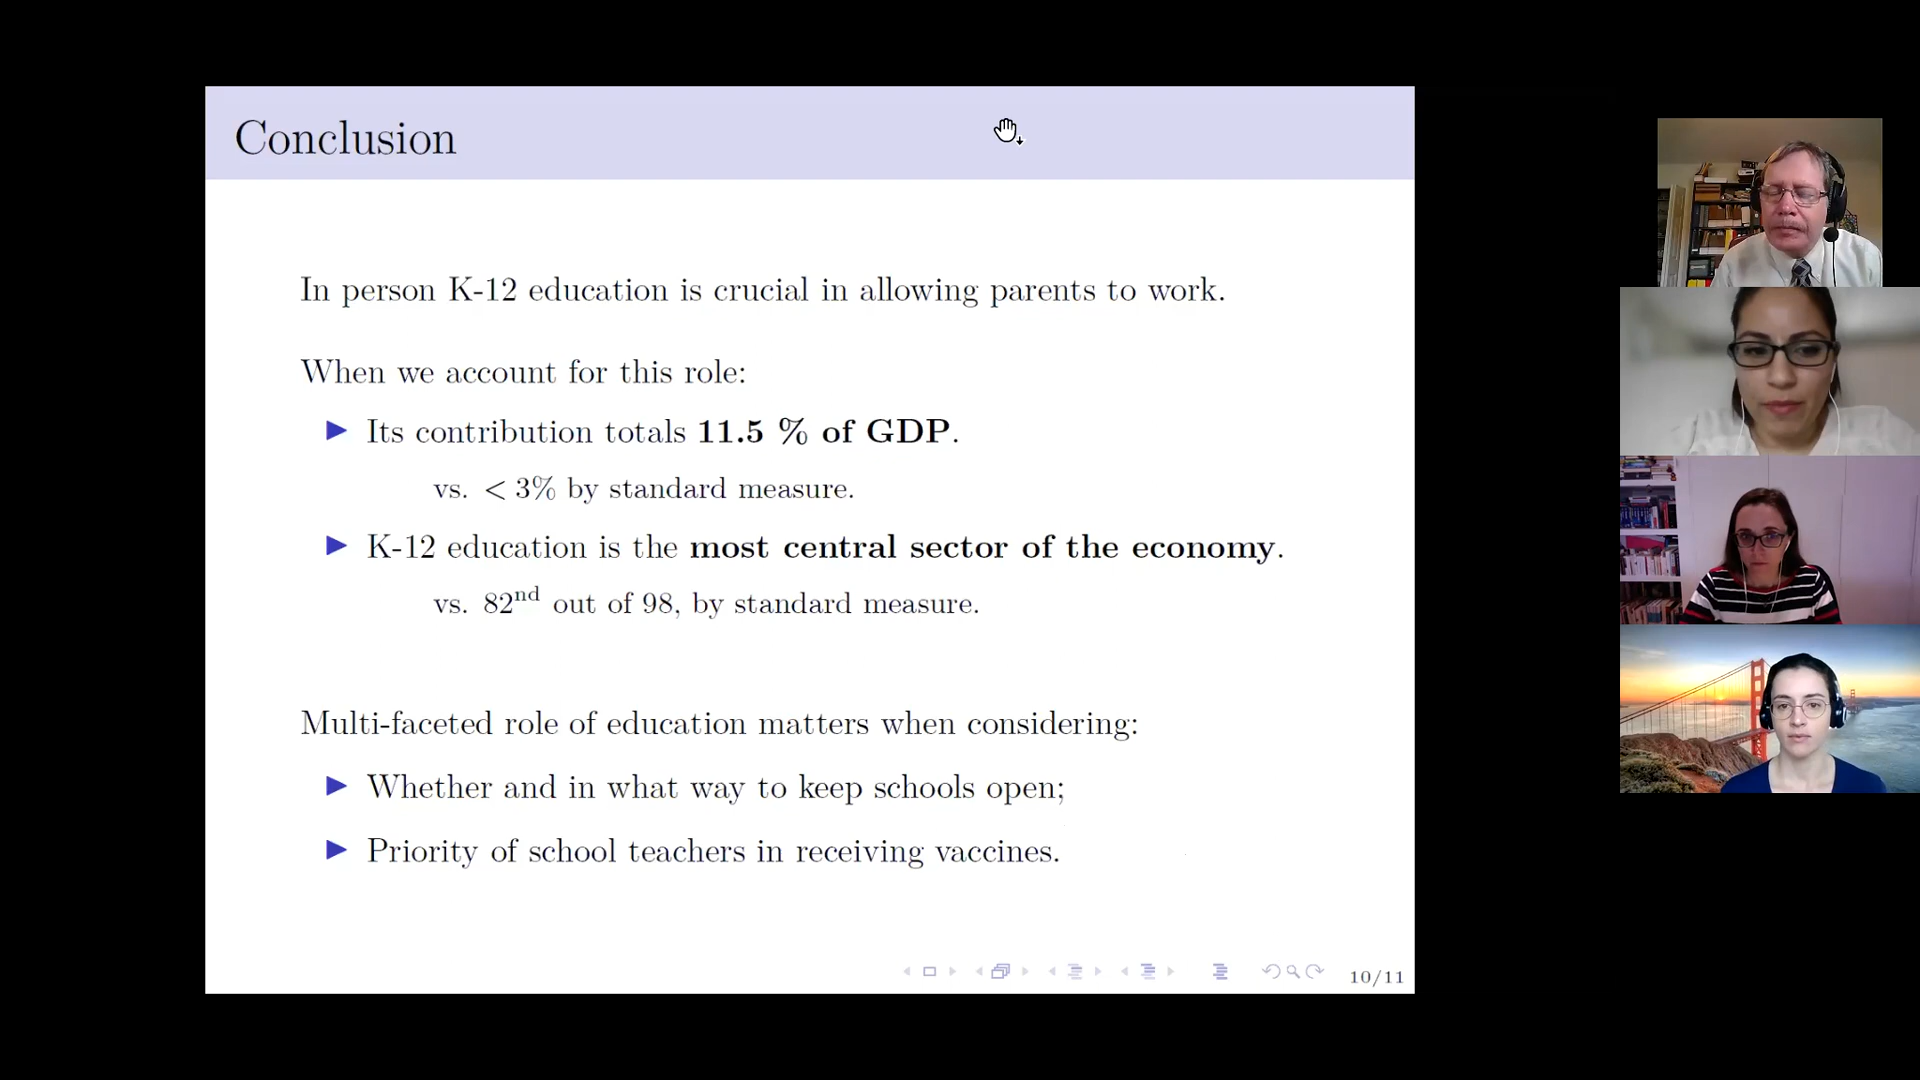 Conclusion
In person K-12 education is crucial in allowing parents to work.
When we account for this role:
▶ Its contribution totals 11.5 % of GDP.
vs. < 3% by standard measure.
▶ K-12 education is the most central sector of the economy.
vs. 82nd out of 98, by standard measure.
Multi-faceted role of education matters when considering:
▶ Whether and in what way to keep schools open;
▶ Priority of school teachers in receiving vaccines.
10/11